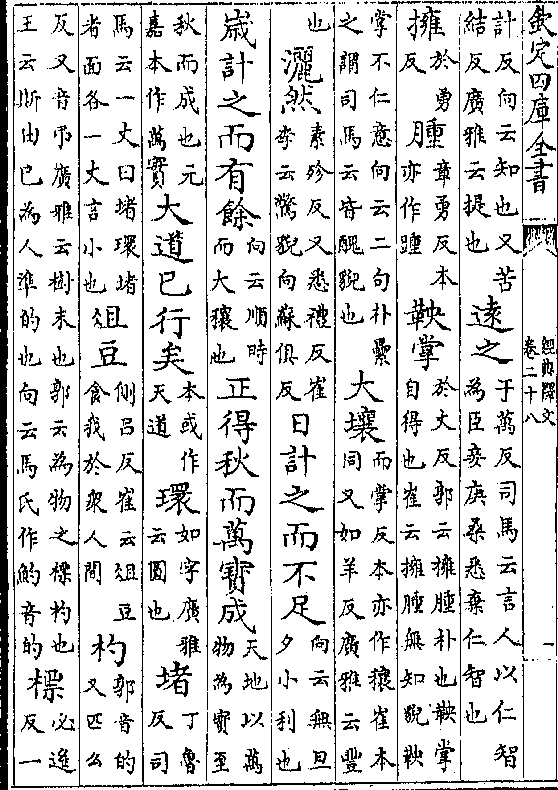 欽定四庫全書 經典釋文 卷二十八 一
計反向云知也又苦結反廣雅云提也遠之于萬反司馬云言人以仁智為臣妾庚桑悉棄仁智也
擁於勇反腫章勇反本亦作踵鞅掌於丈反郭云擁腫朴也鞅掌自得也崔云擁腫無知貌鞅
掌不仁意向云二句朴纍之謂司馬云皆醜貌也大壤而掌反本亦作穰崔本同又如羊反廣雅云豐
也灑然素殄反又悉禮反崔李云驚貌向蘇俱反日計之而不足向云無旦夕小利也
歳計之而有餘向云順時而大穰也正得秋而萬寳成天地以萬物為寳至
秋而成也元嘉本作萬實大道已行矣本或作天道環如字廣雅云圓也堵丁魯反司
馬云一丈曰堵環堵者面各一丈言小也俎豆側呂反崔云俎豆食我於衆人間杓郭音的又匹么
反又音弔廣雅云樹末也郭云為物之標杓也王云斯由已為人準的也向云馬氏作魡音的標必遥反一